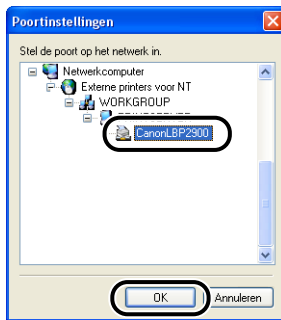 Poortinstellingen
Stel de poort op het netwerk in.
Netwerkcomputer
Externe printers voor NT
WORKGROUP
CanonLBP2900
OK
Annuleren